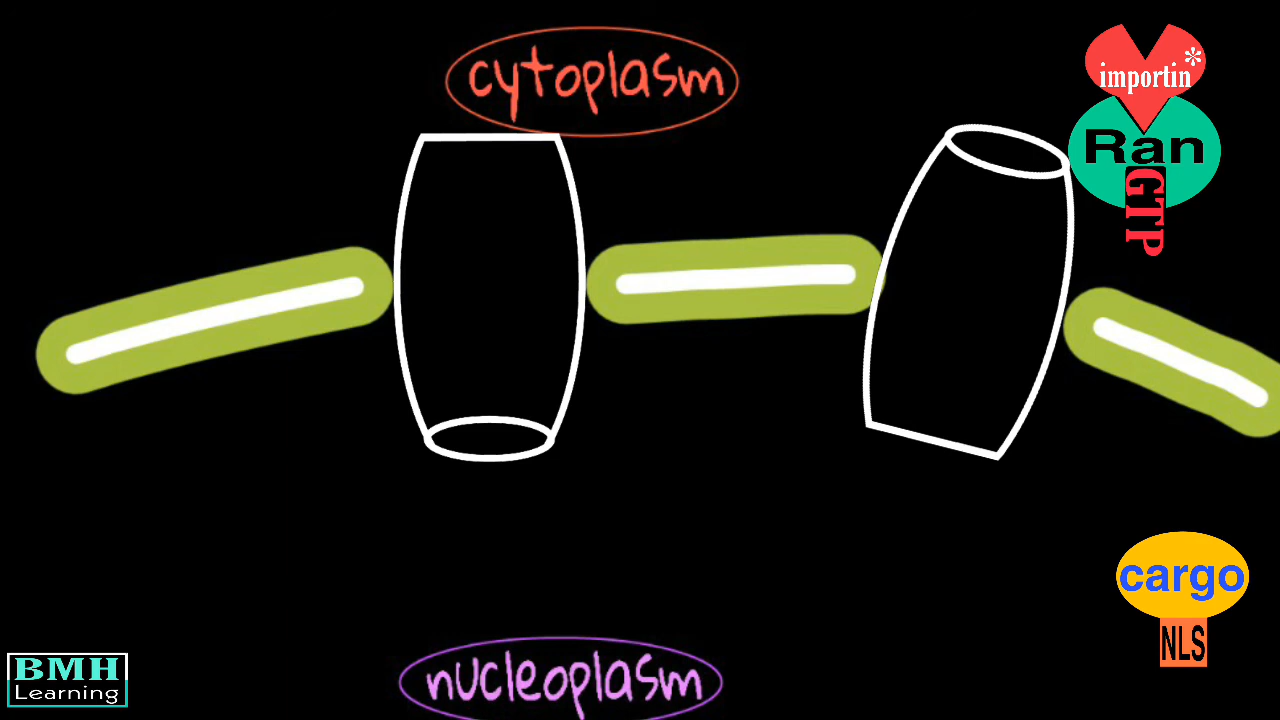 cytoplasm
importin*
Ran
GTP
cargo
NLS
nucleoplasm
BMH
Learning